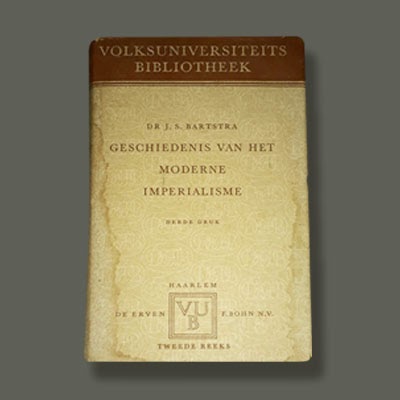 VOLKSUNIVERSITEITS
BIBLIOTHEEK
DR J. S. BARTSTRA
GESCHIEDENIS VAN HET
MODERNE
IMPERIALISME
DERDE DRUK
HAARLEM
DE ERVEN VUB F. BOHN N.V.
TWEEDE REEKS